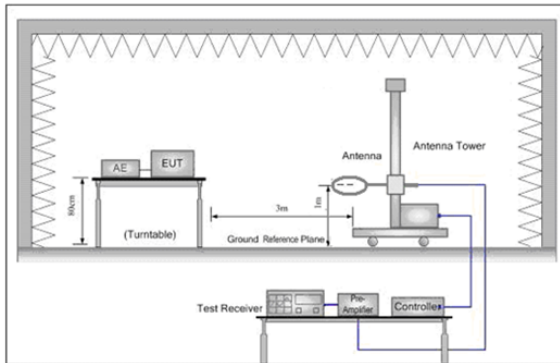 AE
EUT
80cm
(Turntable)
3m
Antenna
Antenna Tower
1m
Ground Reference Plane
Test Receiver
Pre-
Amplifier
Controller